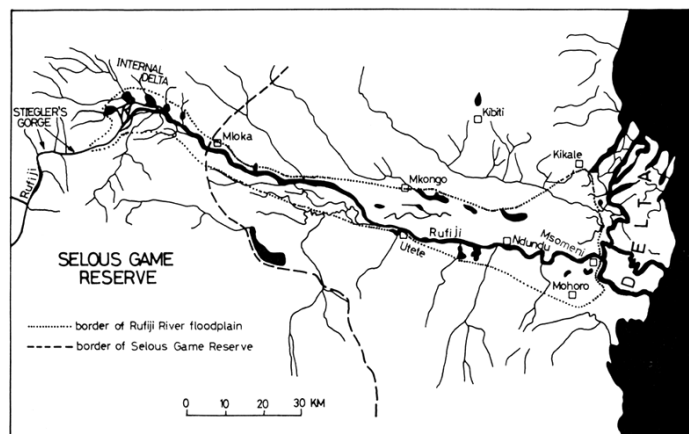 INTERNAL
DELTA
STIEGLER'S
GORGE
Rufiji
Mloka
Kibiti
Kikale
Mkongo
Rufiji
Utete
Ndundu
Msomeni
Mohoro
DELTA
SELOUS GAME
RESERVE
border of Rufiji River floodplain
border of Selous Game Reserve
0 10 20 30 KM